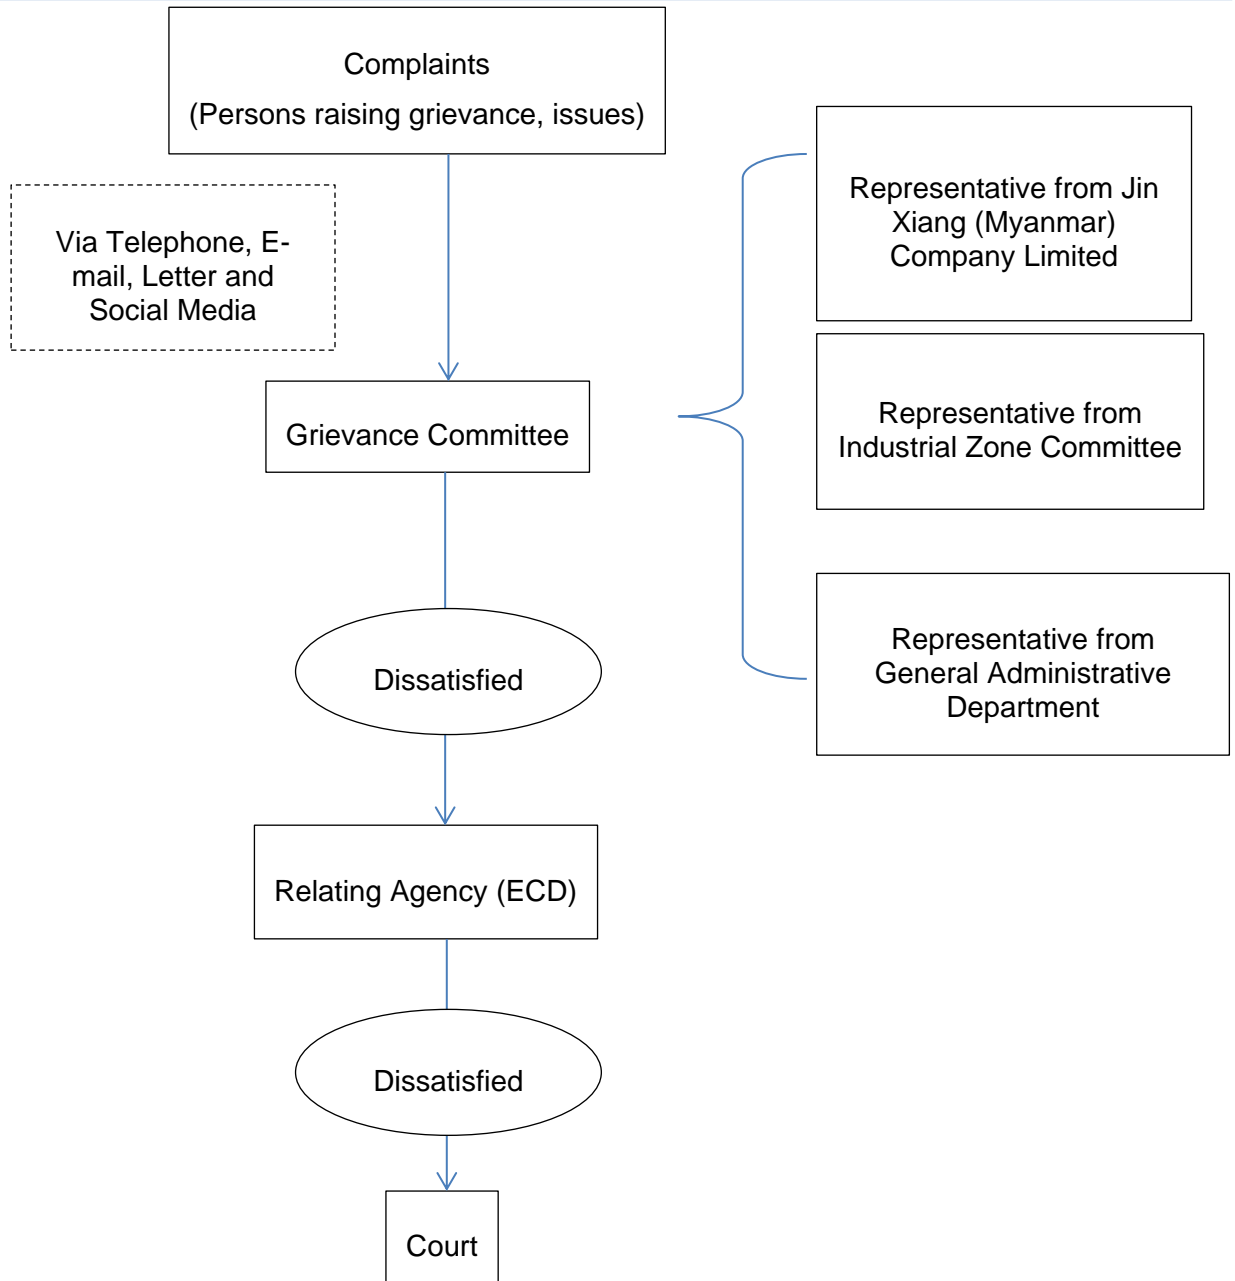 Complaints
(Persons raising grievance, issues)
Via Telephone, E-
mail, Letter and
Social Media
Grievance Committee
Representative from Jin
Xiang (Myanmar)
Company Limited
Representative from
Industrial Zone Committee
Representative from
General Administrative
Department
Dissatisfied
Relating Agency (ECD)
Dissatisfied
Court